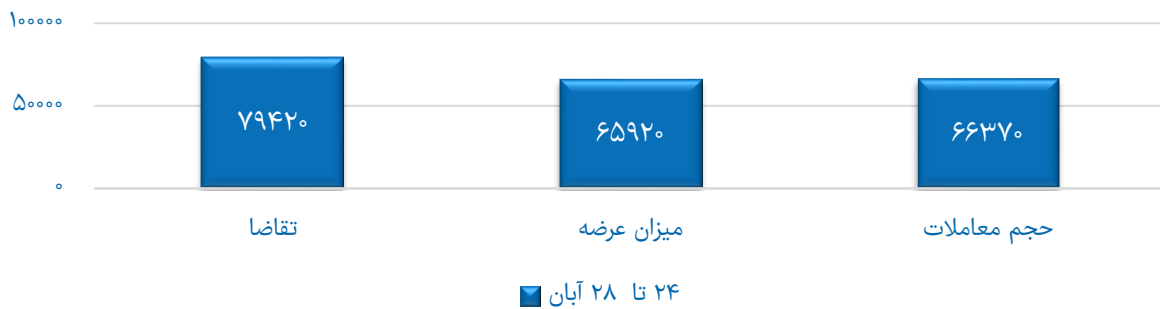 ۱۰۰۰۰۰
۵۰۰۰۰
۰
۷۹۴۲۰
۶۵۹۲۰
۶۶۳۷۰
تقاضا
میزان عرضه
حجم معاملات
۲۴ تا ۲۸ آبان